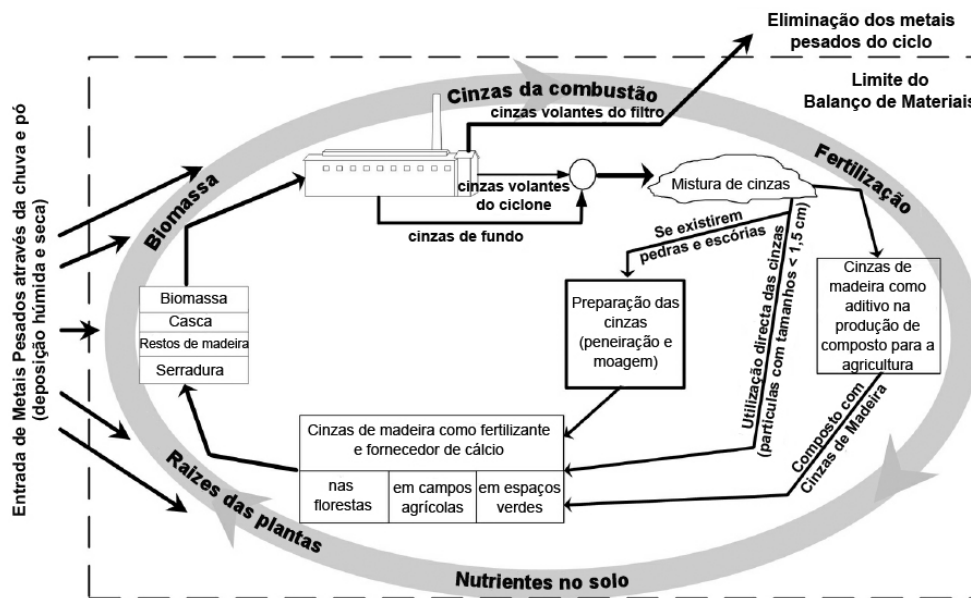 Eliminação dos metais
pesados do ciclo
Limite do
Balanço de Materiais
Entrada de Metais Pesados através da chuva e pó
(deposição húmida e seca)
Cinzas da combustão
cinzas volantes do filtro
Fertilização
Biomassa
cinzas volantes
do ciclone
cinzas de fundo
Mistura de cinzas
Se existirem
pedras e escórias
Utilização directa das cinzas
(particulas com tamanhos < 1,5 cm)
Biomassa
Casca
Restos de madeira
Serradura
Preparação das
cinzas
(peneiração e
moagem)
Cinzas de
madeira como
aditivo na
produção de
composto para a
agricultura
Composto com
Cinzas de Madeira
Cinzas de madeira como fertilizante
e fornecedor de cálcio
nas
florestas
em campos
agrícolas
em espaços
verdes
Raizes das plantas
Nutrientes no solo